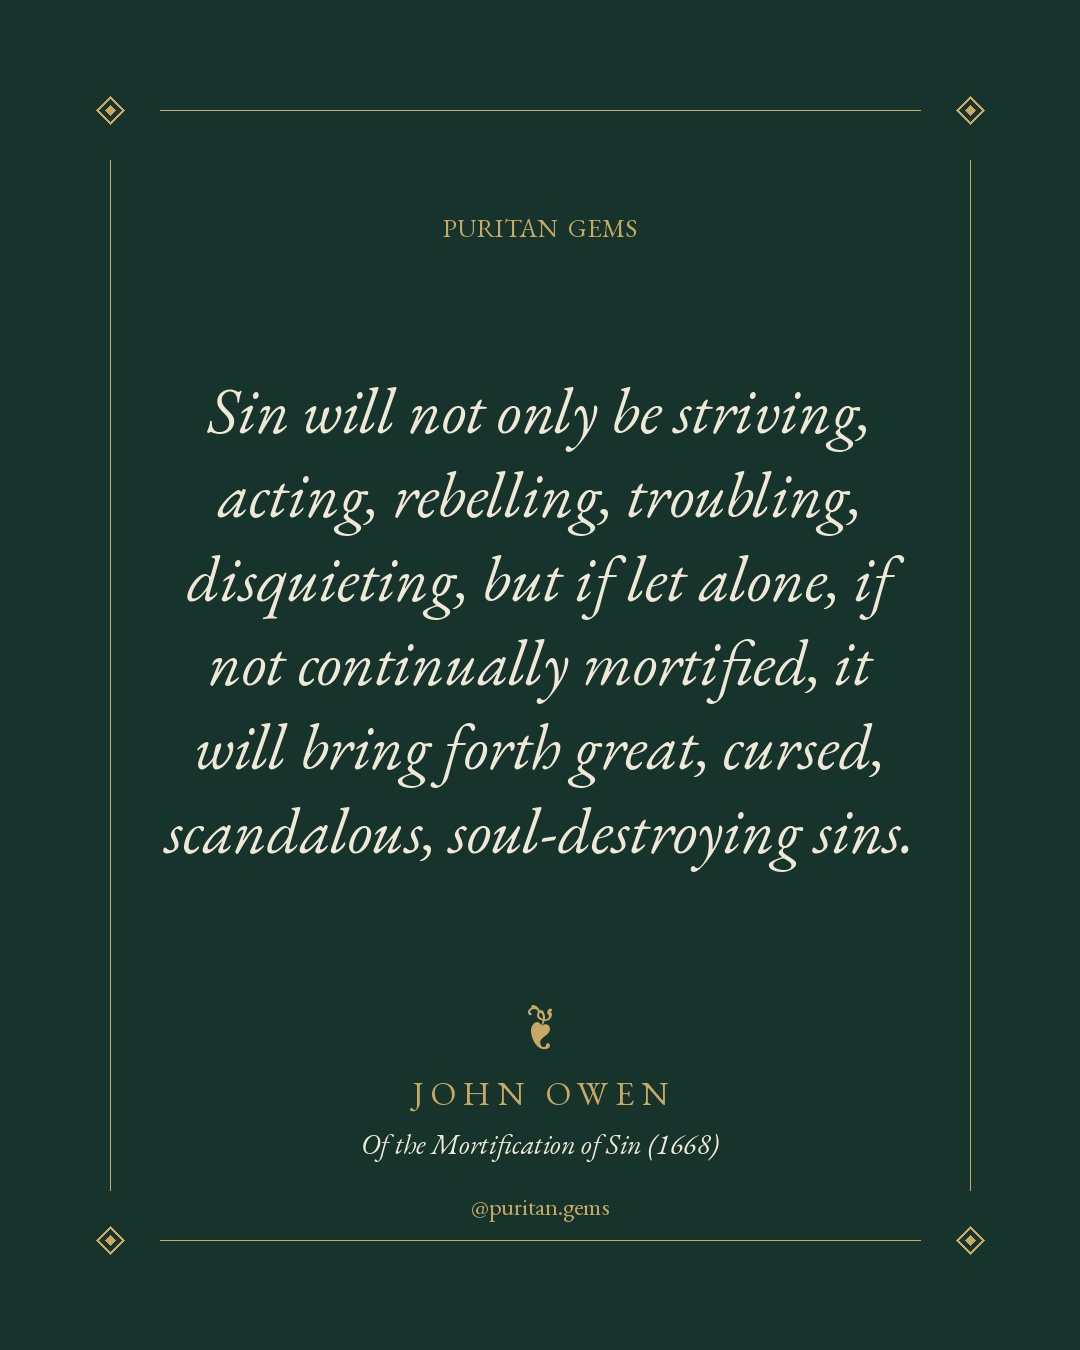 PURITAN GEMS
Sin will not only be striving,
acting, rebelling, troubling,
disquieting, but if let alone, if
not continually mortified, it
will bring forth great, cursed,
scandalous, soul-destroying sins.
JOHN OWEN
Of the Mortification of Sin (1668)
@puritan.gems